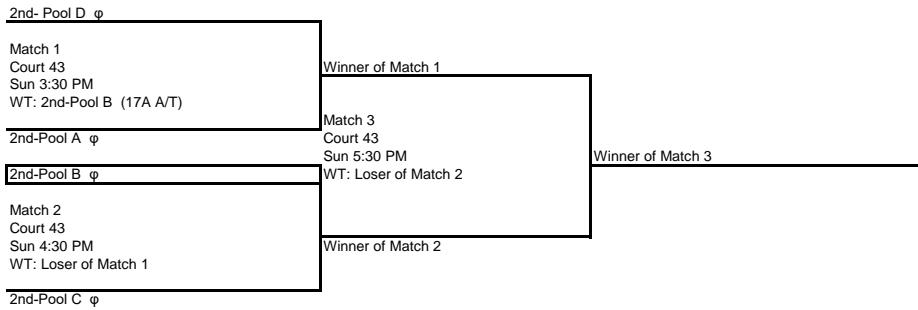 2nd- Pool D φ
Match 1
Court 43
Sun 3:30 PM
WT: 2nd-Pool B (17A A/T)
2nd-Pool A φ
Winner of Match 1
Match 3
Court 43
Sun 5:30 PM
WT: Loser of Match 2
Winner of Match 3
2nd-Pool B φ
Match 2
Court 43
Sun 4:30 PM
WT: Loser of Match 1
2nd-Pool C φ
Winner of Match 2